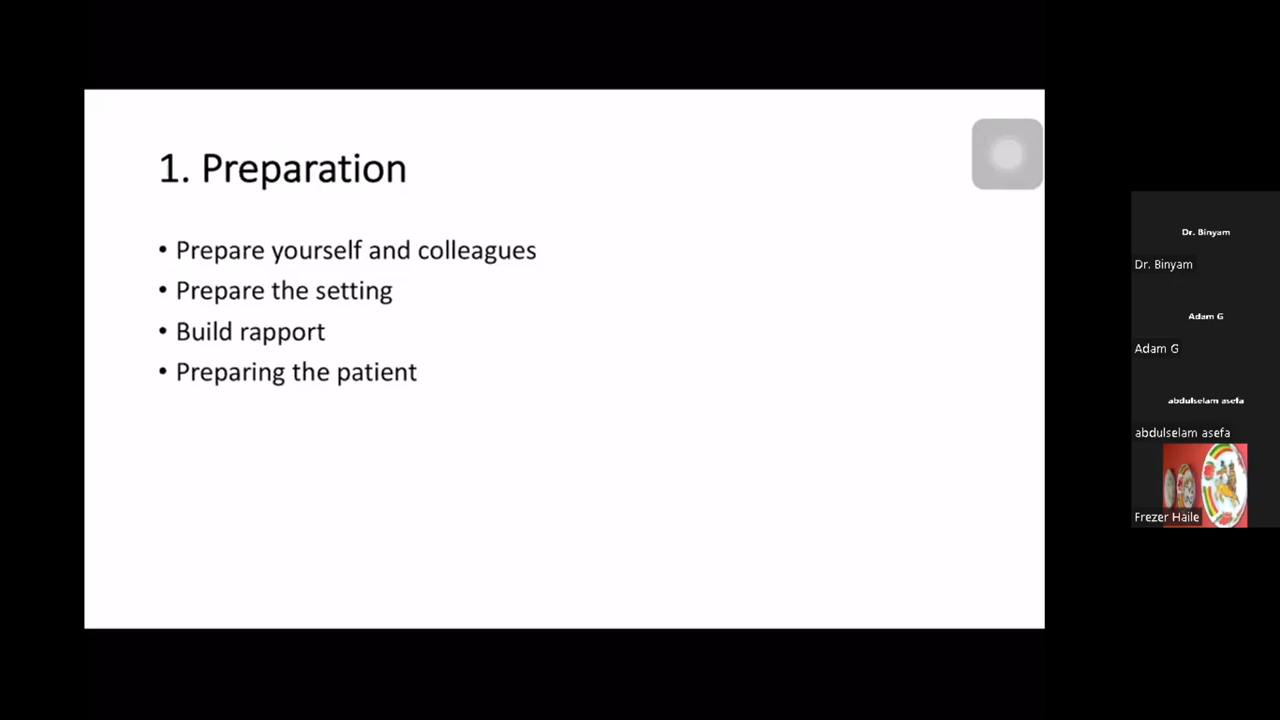 1. Preparation
• Prepare yourself and colleagues
• Prepare the setting
• Build rapport
• Preparing the patient
Dr. Binyam
Dr. Binyam
Adam G
Adam G
abdulselam asefa
abdulselam asefa
Frezer Haile